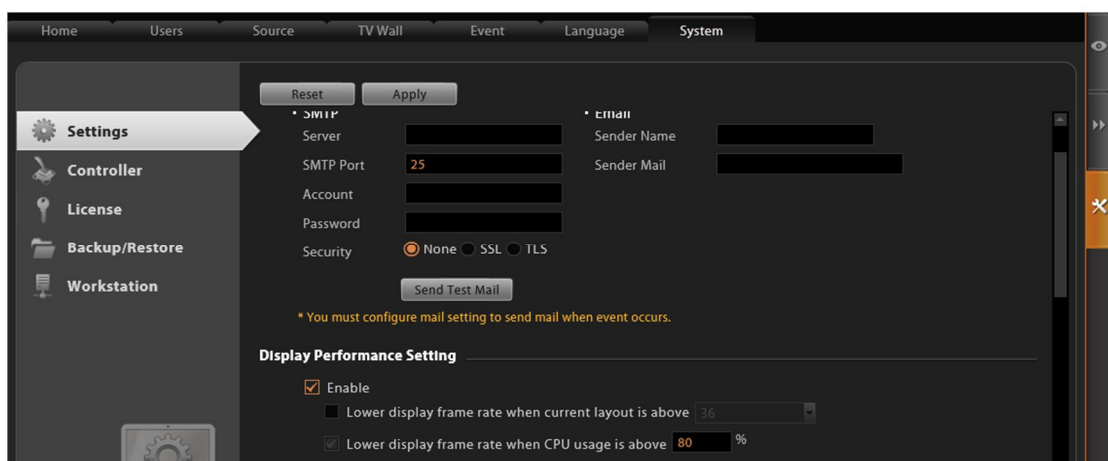 Home Users Source TV Wall Event Language System
Reset Apply
Settings
Controller
License
Backup/Restore
Workstation
• SMTP • Email
Server Sender Name
SMTP Port 25 Sender Mail
Account
Password
Security None SSL TLS
Send Test Mail
* You must configure mail setting to send mail when event occurs.
Display Performance Setting
Enable
Lower display frame rate when current layout is above 36
Lower display frame rate when CPU usage is above 80 %